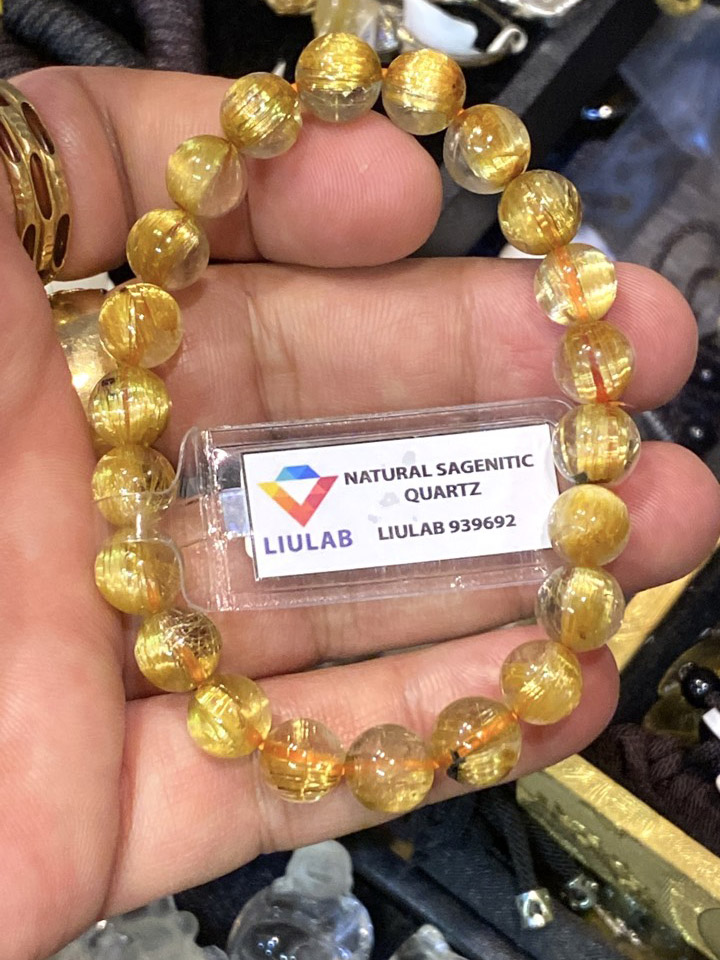 NATURAL SAGENITIC
QUARTZ
LIULAB
LIULAB 939692